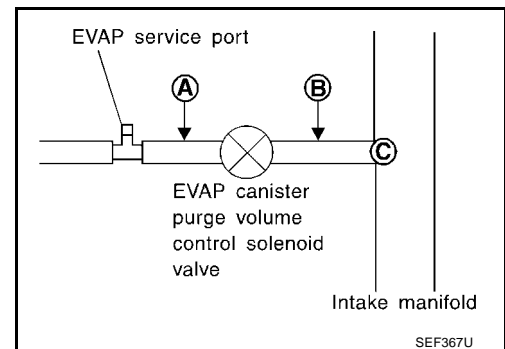 EVAP service port
A
B
C
EVAP canister
purge volume
control solenoid
valve
Intake manifold
SEF367U